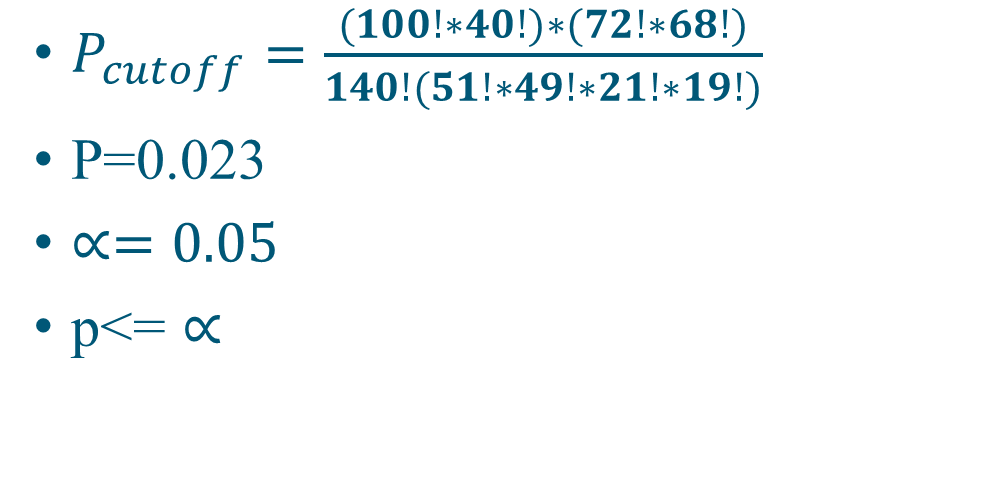 • P_cutoff = (100!*40!)*(72!*68!) / 140!(51!*49!*21!*19!)
• P=0.023
• ∝= 0.05
• p<= ∝